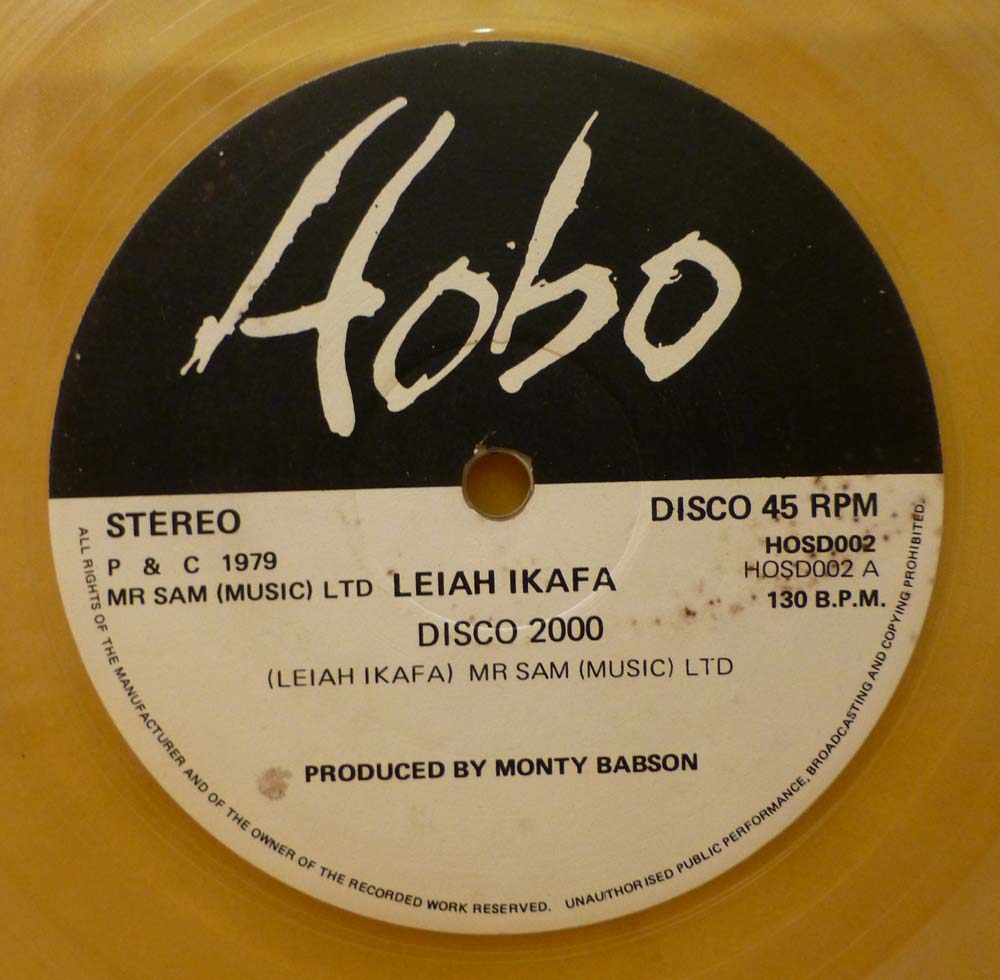 Hobo
STEREO
P & C 1979
MR SAM (MUSIC) LTD
DISCO 45 RPM
HOSD002
HOSD002 A
130 B.P.M.
LEIAH IKAFA
DISCO 2000
(LEIAH IKAFA) MR SAM (MUSIC) LTD
PRODUCED BY MONTY BABSON
ALL RIGHTS OF THE MANUFACTURER AND OF THE OWNER OF THE RECORDED WORK RESERVED. UNAUTHORISED PUBLIC PERFORMANCE, BROADCASTING AND COPYING PROHIBITED.